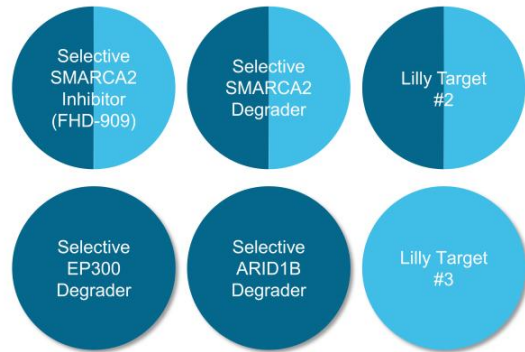 Selective
SMARCA2
Inhibitor
(FHD-909)
Selective
SMARCA2
Degrader
Lilly Target
#2
Selective
EP300
Degrader
Selective
ARID1B
Degrader
Lilly Target
#3